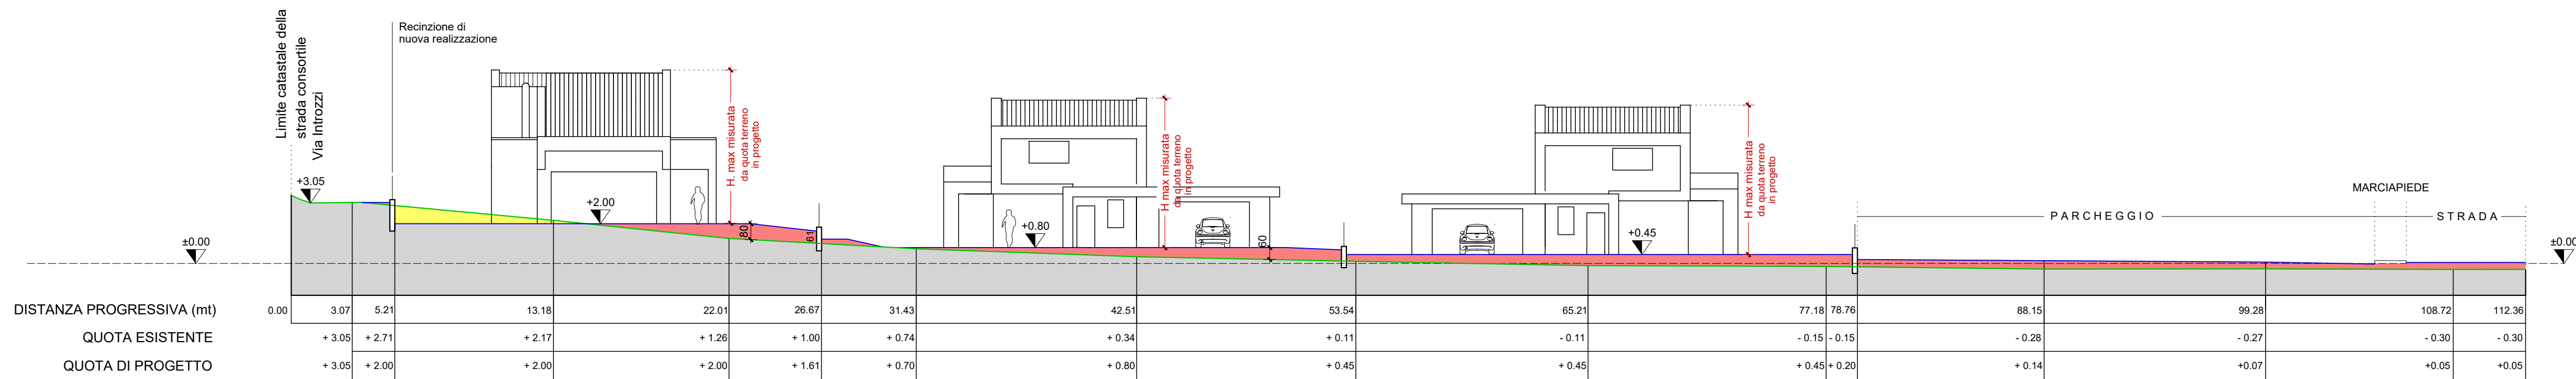 Limite catastale della
strada consortile
Via Introzzi
Recinzione di
nuova realizzazione
H. max misurata
da quota terreno
in progetto
H max misurata
da quota terreno
in progetto
H max misurata
da quota terreno
in progetto
MARCIAPIEDE
PARCHEGGIO
STRADA
+3.05
+2.00
80
61
+0.80
60
+0.45
±0.00
±0.00
DISTANZA PROGRESSIVA (mt) 0.00 3.07 5.21 13.18 22.01 26.67 31.43 42.51 53.54 65.21 77.18 78.76 88.15 99.28 108.72 112.36
QUOTA ESISTENTE + 3.05 + 2.71 + 2.17 + 1.26 + 1.00 + 0.74 + 0.34 + 0.11 - 0.11 - 0.15 - 0.15 - 0.28 - 0.27 - 0.30 - 0.30
QUOTA DI PROGETTO + 3.05 + 2.00 + 2.00 + 2.00 + 1.61 + 0.70 + 0.80 + 0.45 + 0.45 + 0.45 + 0.20 + 0.14 +0.07 +0.05 +0.05